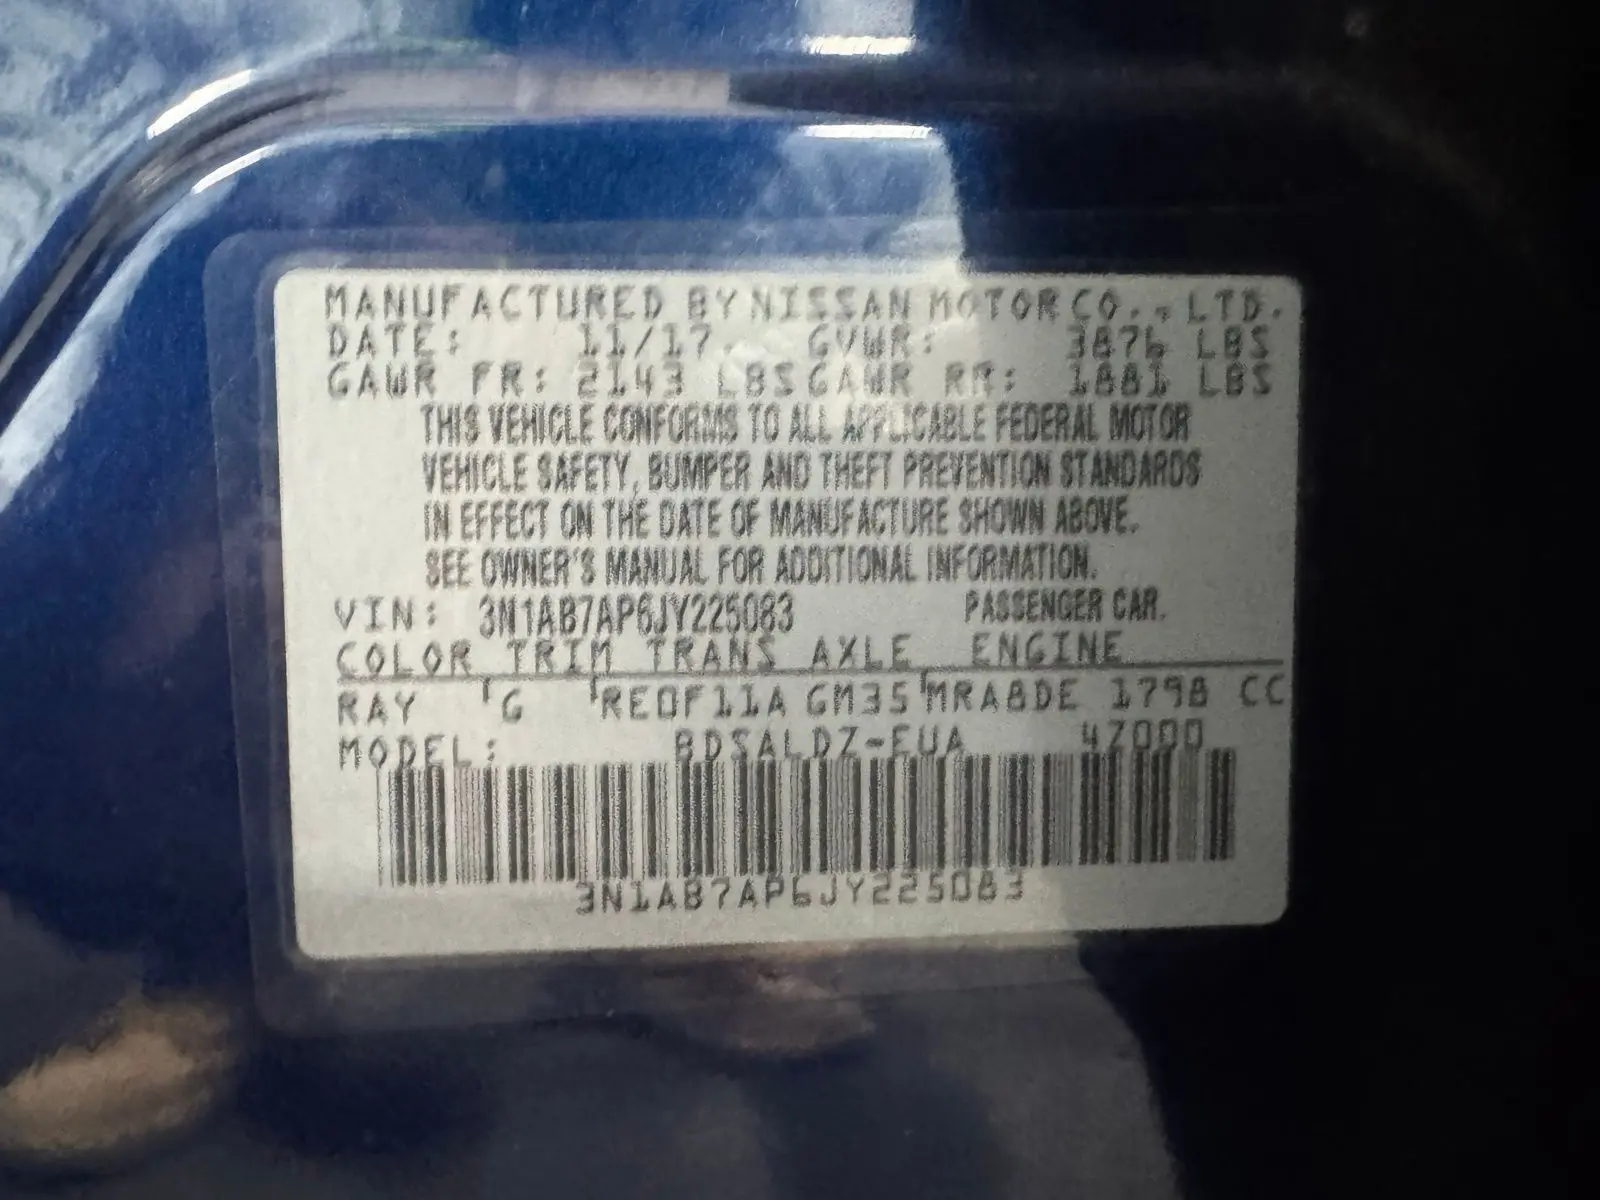 MANUFACTURED BY NISSAN MOTOR CO., LTD.
DATE: 11/17 GVWR: 3876 LBS
GAWR FR: 2143 LBS GAWR RR: 1881 LBS
THIS VEHICLE CONFORMS TO ALL APPLICABLE FEDERAL MOTOR
VEHICLE SAFETY, BUMPER AND THEFT PREVENTION STANDARDS
IN EFFECT ON THE DATE OF MANUFACTURE SHOWN ABOVE.
SEE OWNER'S MANUAL FOR ADDITIONAL INFORMATION.
VIN: 3N1AB7AP6JY225083 PASSENGER CAR.
COLOR TRIM TRANS AXLE ENGINE
RAY G RE0F11A GM35 MRA8DE 1798 CC
MODEL: BDSALDZ-EUA 4Z000
3N1AB7AP6JY225083